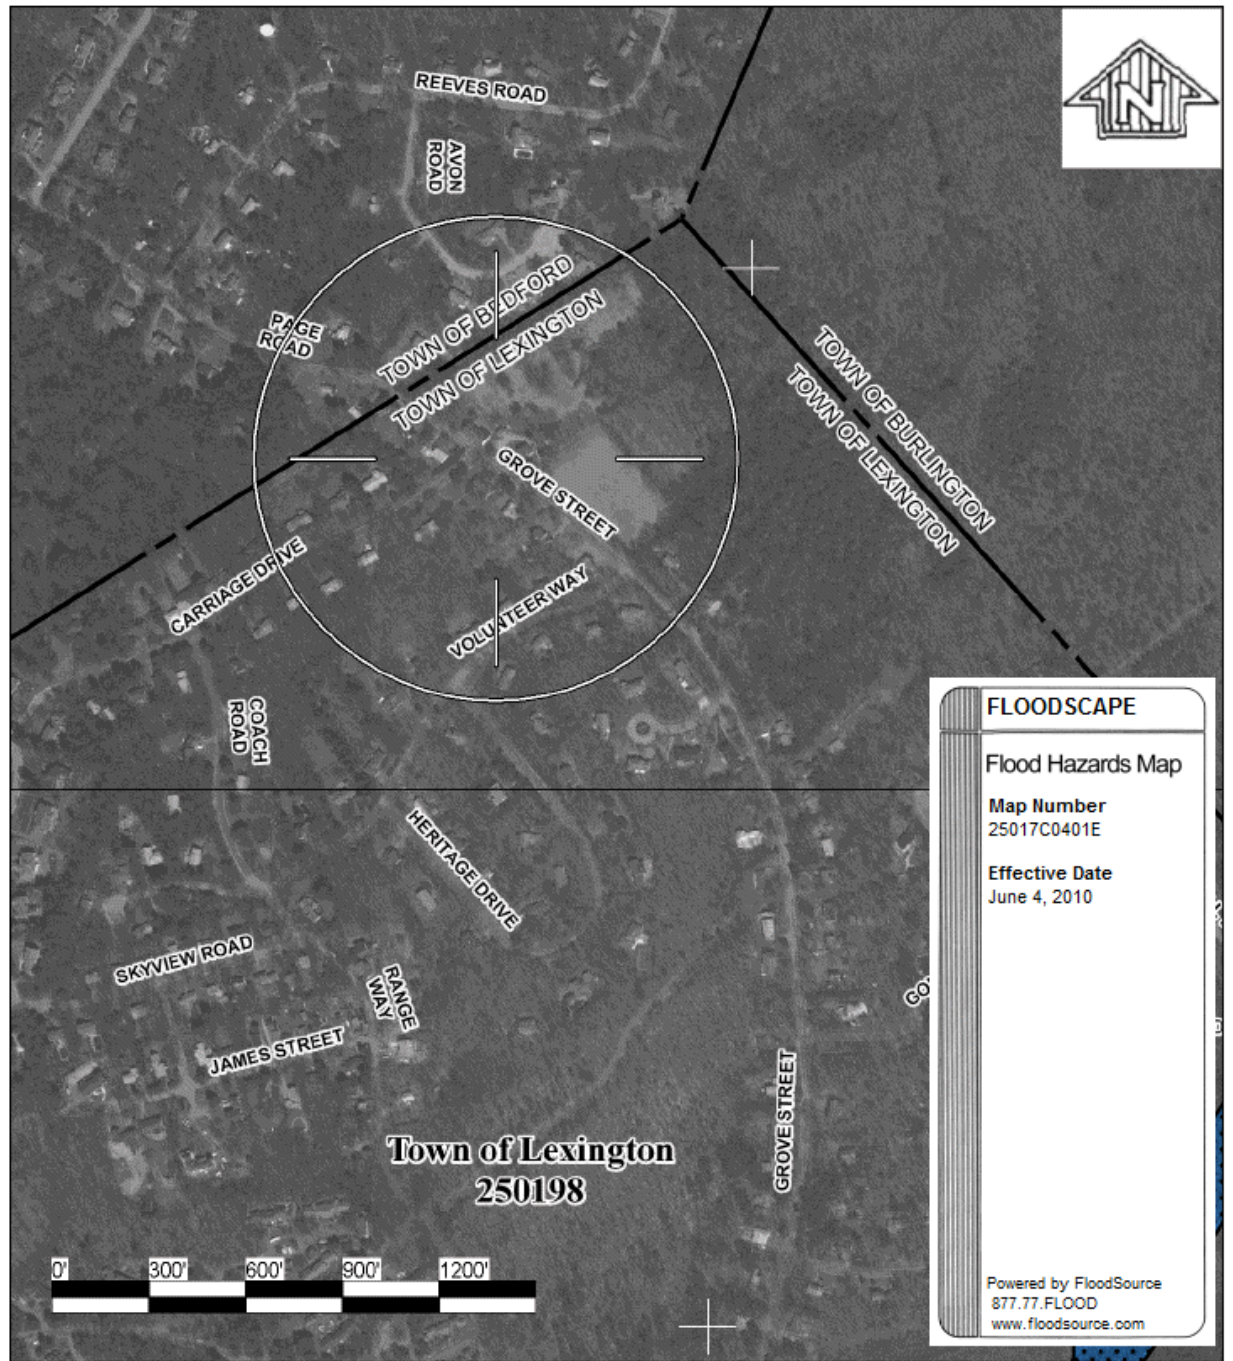 REEVES ROAD
N
AVON
ROAD
PAGE
ROAD
TOWN OF BEDFORD
TOWN OF LEXINGTON
TOWN OF BURLINGTON
TOWN OF LEXINGTON
GROVE STREET
CARRIAGE DRIVE
VOLUNTEER WAY
COACH
ROAD
HERITAGE DRIVE
SKYVIEW ROAD
RANGE
WAY
JAMES STREET
GROVE STREET
Town of Lexington
250198
0' 300' 600' 900' 1200'
FLOODSCAPE
Flood Hazards Map
Map Number
25017C0401E
Effective Date
June 4, 2010
Powered by FloodSource
877.77.FLOOD
www.floodsource.com